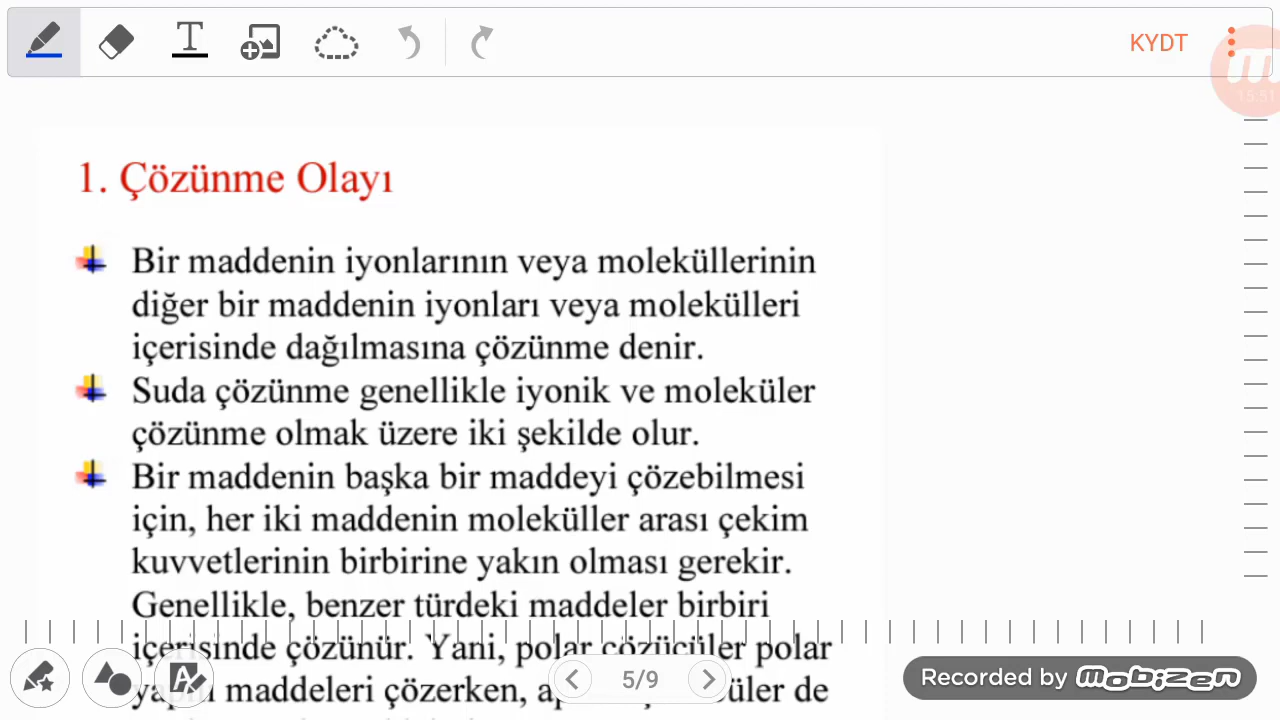 T
KYDT
15:51
1. Çözünme Olayı
Bir maddenin iyonlarının veya moleküllerinin
diğer bir maddenin iyonları veya molekülleri
içerisinde dağılmasına çözünme denir.
Suda çözünme genellikle iyonik ve moleküler
çözünme olmak üzere iki şekilde olur.
Bir maddenin başka bir maddeyi çözebilmesi
için, her iki maddenin moleküller arası çekim
kuvvetlerinin birbirine yakın olması gerekir.
Genellikle, benzer türdeki maddeler birbiri
içerisinde çözünür. Yani, polar çözücüler polar
maddeleri çözerken, de
5/9
Recorded by mobizen